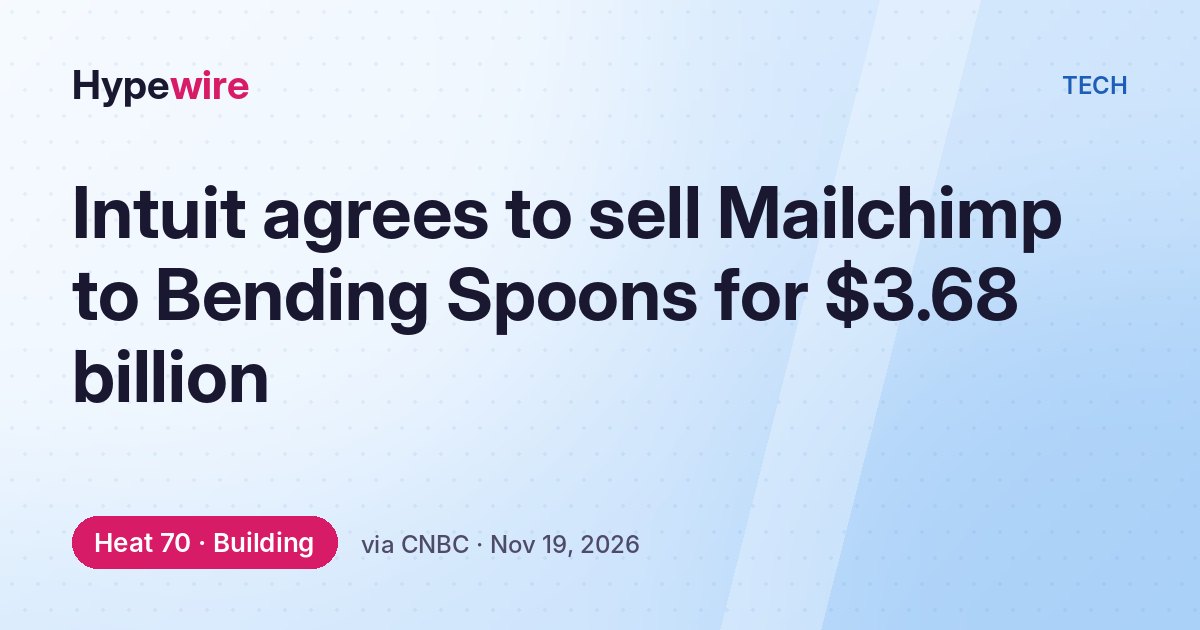 Hypewire
TECH
Intuit agrees to sell Mailchimp
to Bending Spoons for $3.68
billion
Heat 70 · Building
via CNBC · Nov 19, 2026